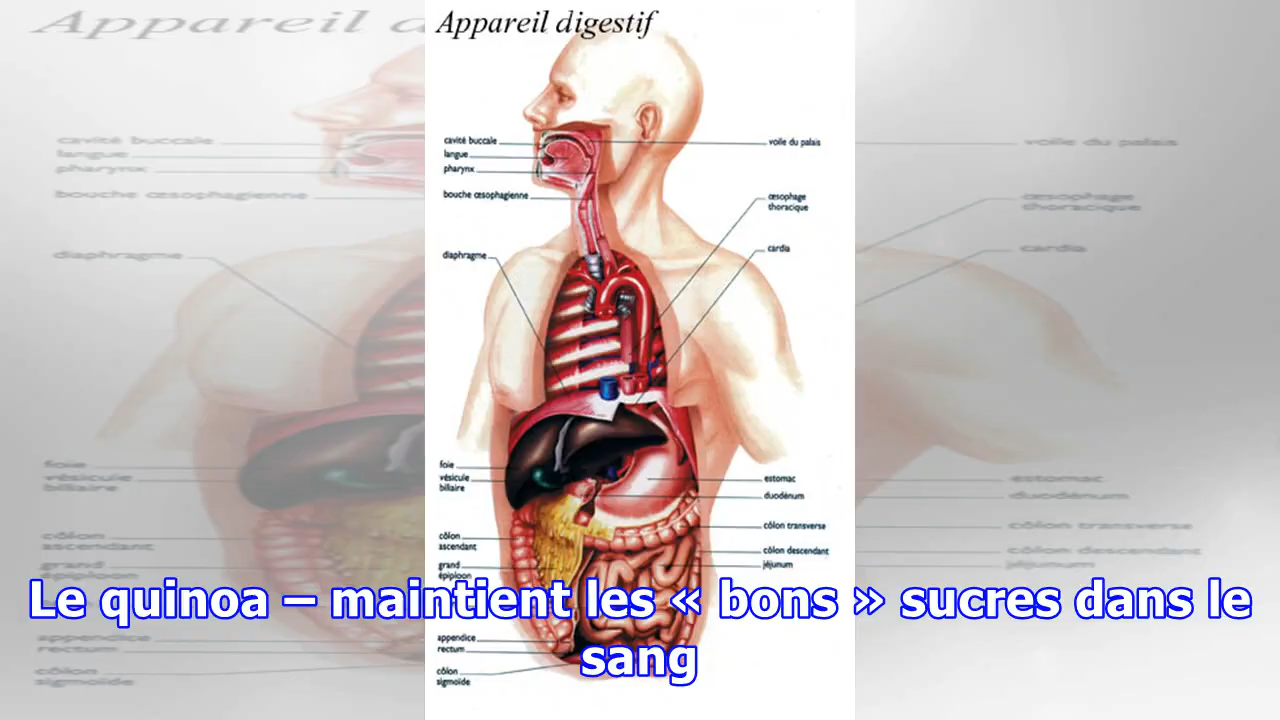 Appareil digestif
cavité buccale
langue
pharynx
bouche œsophagienne
diaphragme
voile du palais
œsophage
thoracique
cardia
foie
vésicule
biliaire
côlon
ascendant
grand
épiploon
estomac
duodénum
côlon transverse
côlon descendant
jéjunum
Le quinoa – maintient les « bons » sucres dans le
sang
appendice
rectum
côlon
sigmoïde